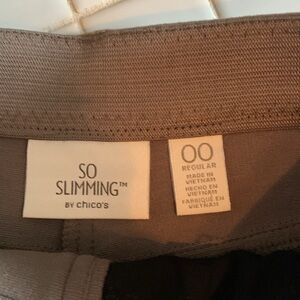 SO
SLIMMING™
BY chico's
00
REGULAR
MADE IN
VIETNAM
HECHO EN
VIETNAM
FABRIQUÉ EN
VIETNAM